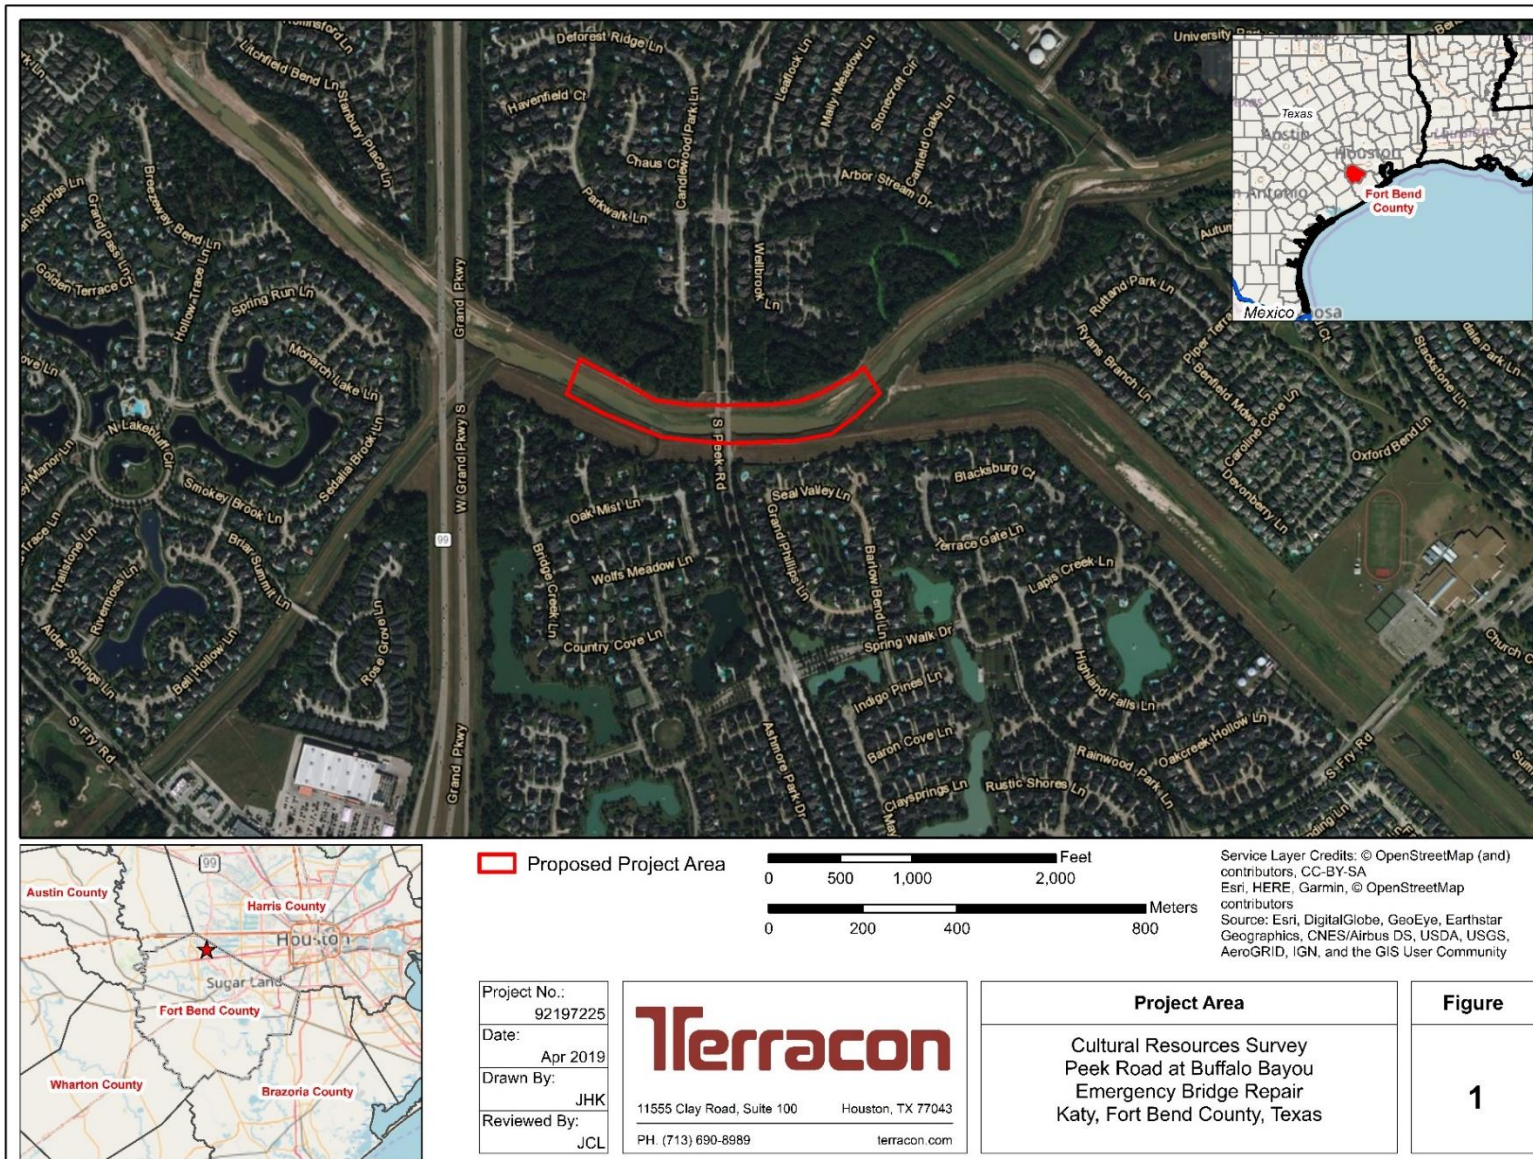 Rollinsford Ln
Litchfield Bend Ln
Stanbury Place Ln
Deforest Ridge Ln
Havenfield Ct
Chaus Ct
Candlewood Park Ln
Parkwalk Ln
Leaflock Ln
Maily Meadow Ln
Stonecroft Cir
Canfield Oaks Ln
Arbor Stream Dr
Wellbrook Ln
Breezeway Bend Ln
Grand Pass Ln
Golden Terrace Ct
Hollow Trace Ln
Spring Run Ln
Monarch Lake Ln
N Lakebluff Cir
Sedalia Brook Ln
Smokey Brook Ln
Briar Summit Ln
Trailstone Ln
Rivermoss Ln
Alder Springs Ln
Bell Hollow Ln
Rose Grove Ln
S Fry Rd
Grand Pkwy
W Grand Pkwy S
99
Grand Pkwy
S Peek Rd
Oak Mist Ln
Bridge Creek Ln
Wolfs Meadow Ln
Country Cove Ln
Seal Valley Ln
Grand Phillips Ln
Barlow Bend Ln
Blacksburg Ct
Terrace Gate Ln
Lapis Creek Ln
Spring Walk Dr
Indigo Pines Ln
Baron Cove Ln
Claysprings Ln
Ashmore Park Dr
Highland Falls Ln
Rainwood Park Ln
Oakcreek Hollow Ln
Rustic Shores Ln
S Fry Rd
Rutland Park Ln
Ryans Branch Ln
Benfield Mdws
Caroline Cove Ln
Devonberry Ln
Oxford Bend Ln
Stackstone Ln
Texas
Austin
Houston
Fort Bend
County
Mexico
99
Austin County
Harris County
Houston
Sugar Land
Fort Bend County
Wharton County
Brazoria County
Proposed Project Area
Feet
0 500 1,000 2,000
Meters
0 200 400 800
Service Layer Credits: © OpenStreetMap (and)
contributors, CC-BY-SA
Esri, HERE, Garmin, © OpenStreetMap
contributors
Source: Esri, DigitalGlobe, GeoEye, Earthstar
Geographics, CNES/Airbus DS, USDA, USGS,
AeroGRID, IGN, and the GIS User Community
Project No.:
92197225
Date:
Apr 2019
Drawn By:
JHK
Reviewed By:
JCL
Terracon
11555 Clay Road, Suite 100 Houston, TX 77043
PH. (713) 690-8989 terracon.com
Project Area
Cultural Resources Survey
Peek Road at Buffalo Bayou
Emergency Bridge Repair
Katy, Fort Bend County, Texas
Figure
1